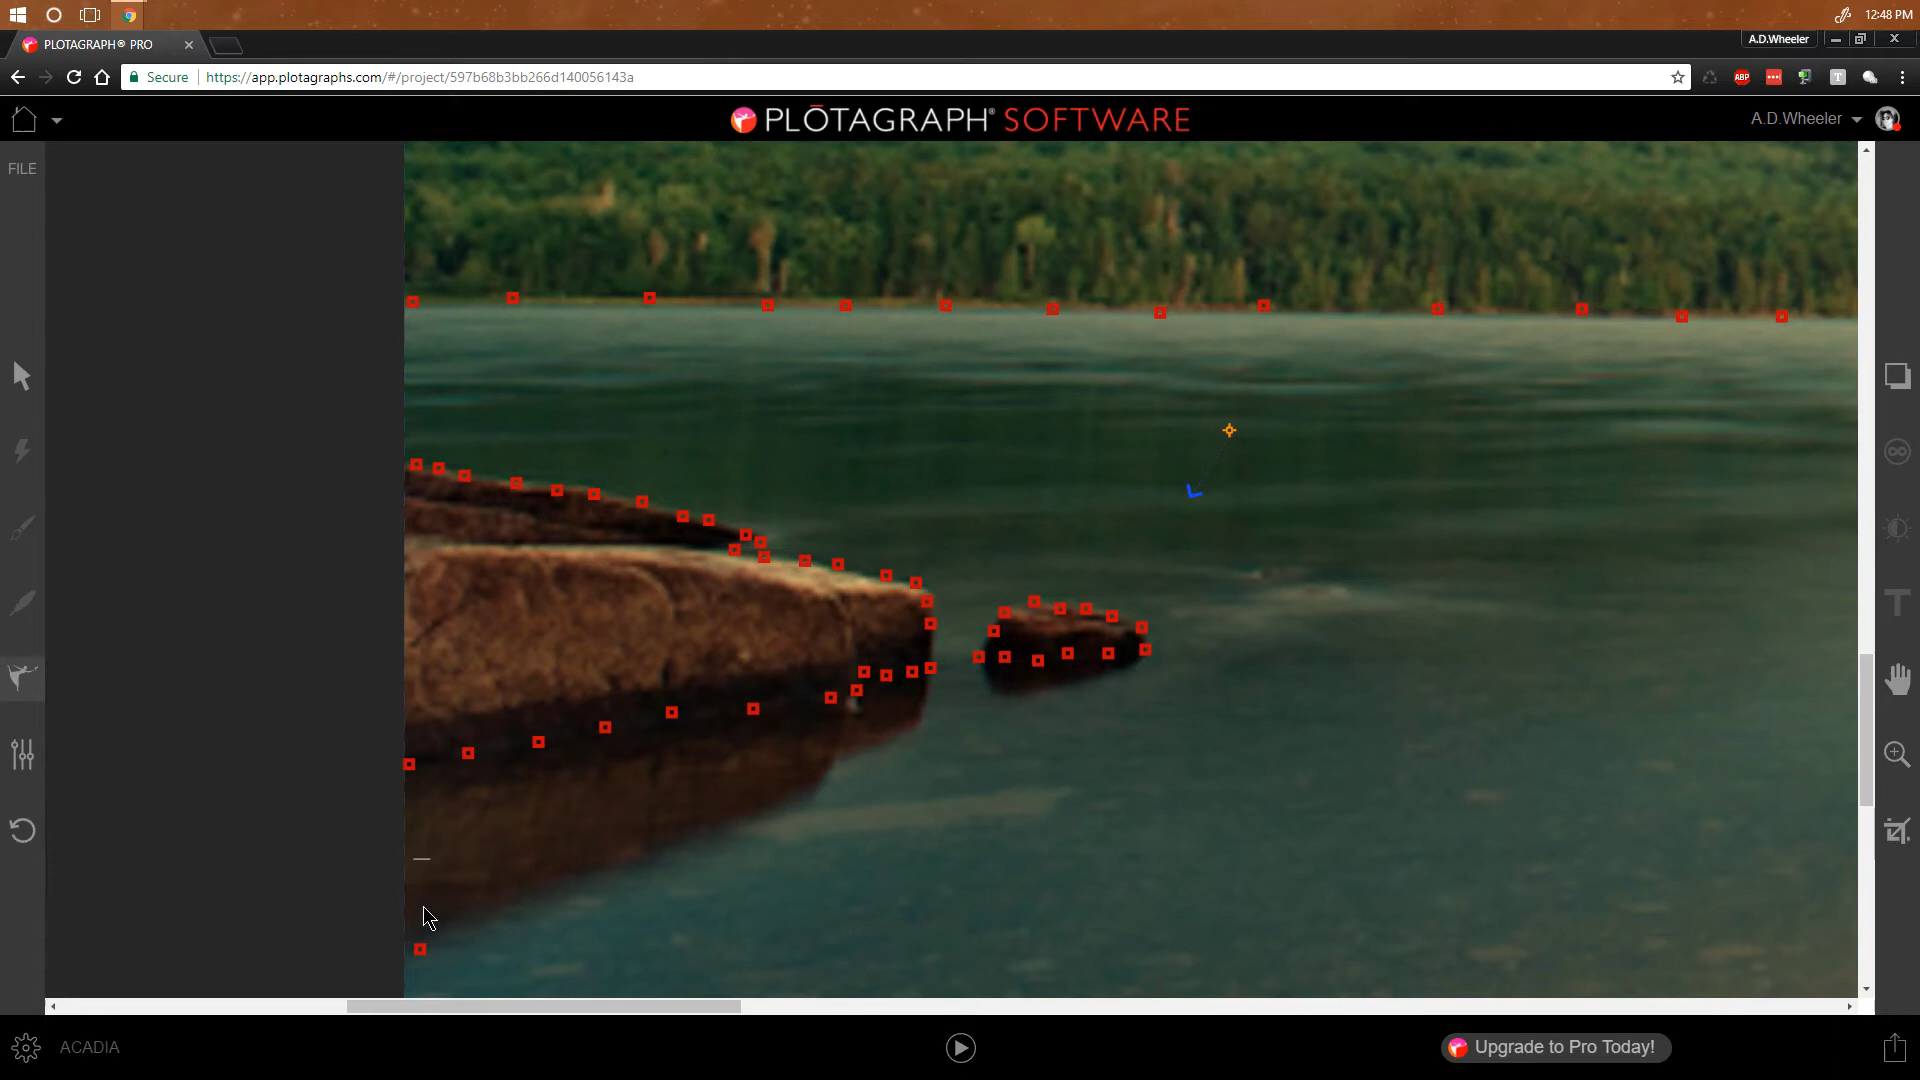 12:48 PM
PLOTAGRAPH® PRO
A.D.Wheeler
Secure
https://app.plotagraphs.com/#/project/597b68b3bb266d140056143a
ABP
T
PLŌTAGRAPH® SOFTWARE
A.D.Wheeler
FILE
T
ACADIA
Upgrade to Pro Today!